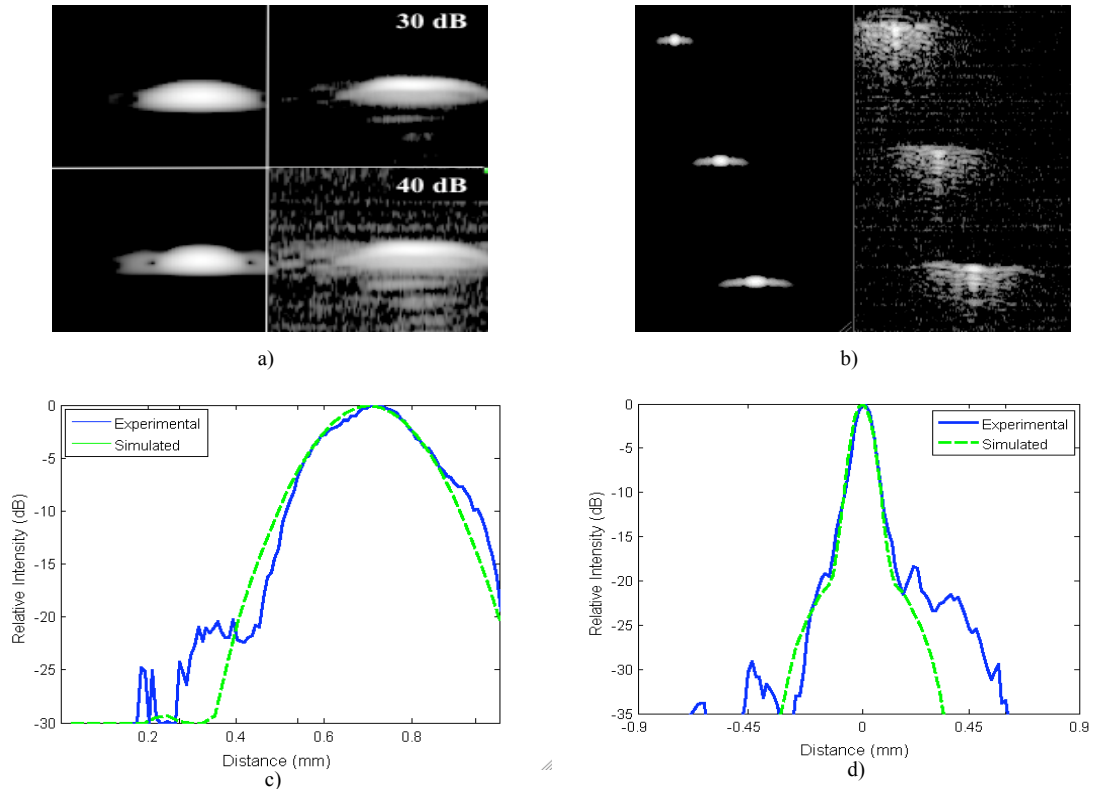 30 dB
40 dB
a)
b)
0
-5
-10
-15
-20
-25
-30
Relative Intensity (dB)
Experimental
Simulated
0.2
0.4
0.6
0.8
Distance (mm)
c)
0
-5
-10
-15
-20
-25
-30
-35
Relative Intensity (dB)
Experimental
Simulated
-0.9
-0.45
0
0.45
0.9
Distance (mm)
d)